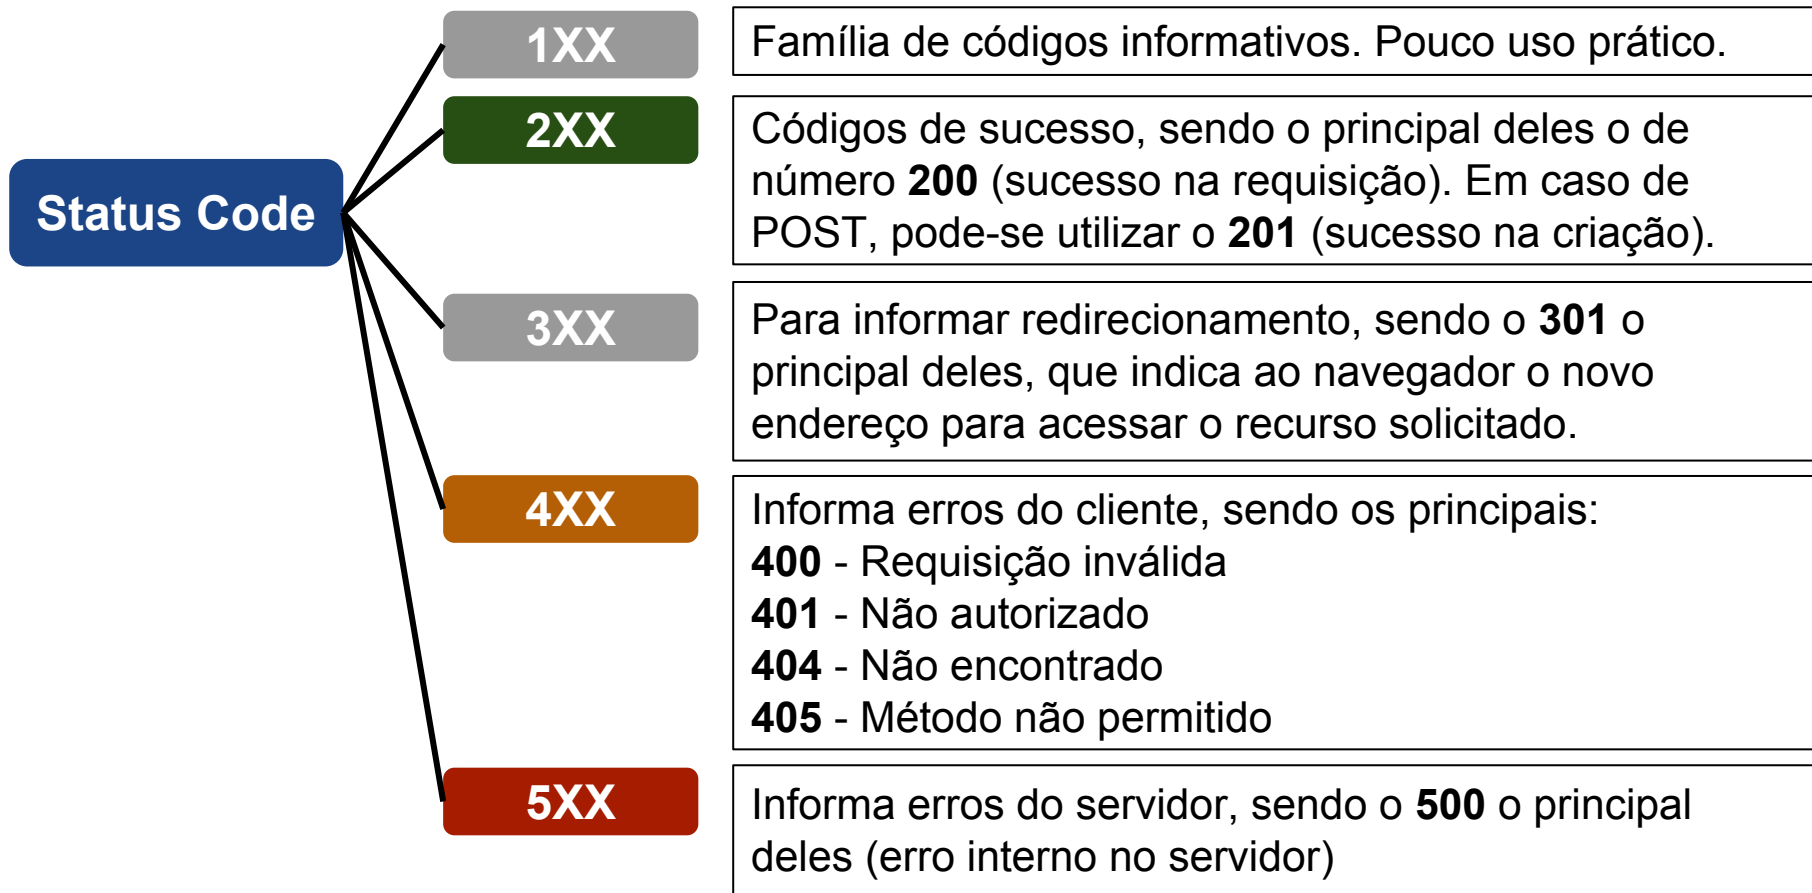 Status Code
1XX
Família de códigos informativos. Pouco uso prático.
2XX
Códigos de sucesso, sendo o principal deles o de
número 200 (sucesso na requisição). Em caso de
POST, pode-se utilizar o 201 (sucesso na criação).
3XX
Para informar redirecionamento, sendo o 301 o
principal deles, que indica ao navegador o novo
endereço para acessar o recurso solicitado.
4XX
Informa erros do cliente, sendo os principais:
400 - Requisição inválida
401 - Não autorizado
404 - Não encontrado
405 - Método não permitido
5XX
Informa erros do servidor, sendo o 500 o principal
deles (erro interno no servidor)